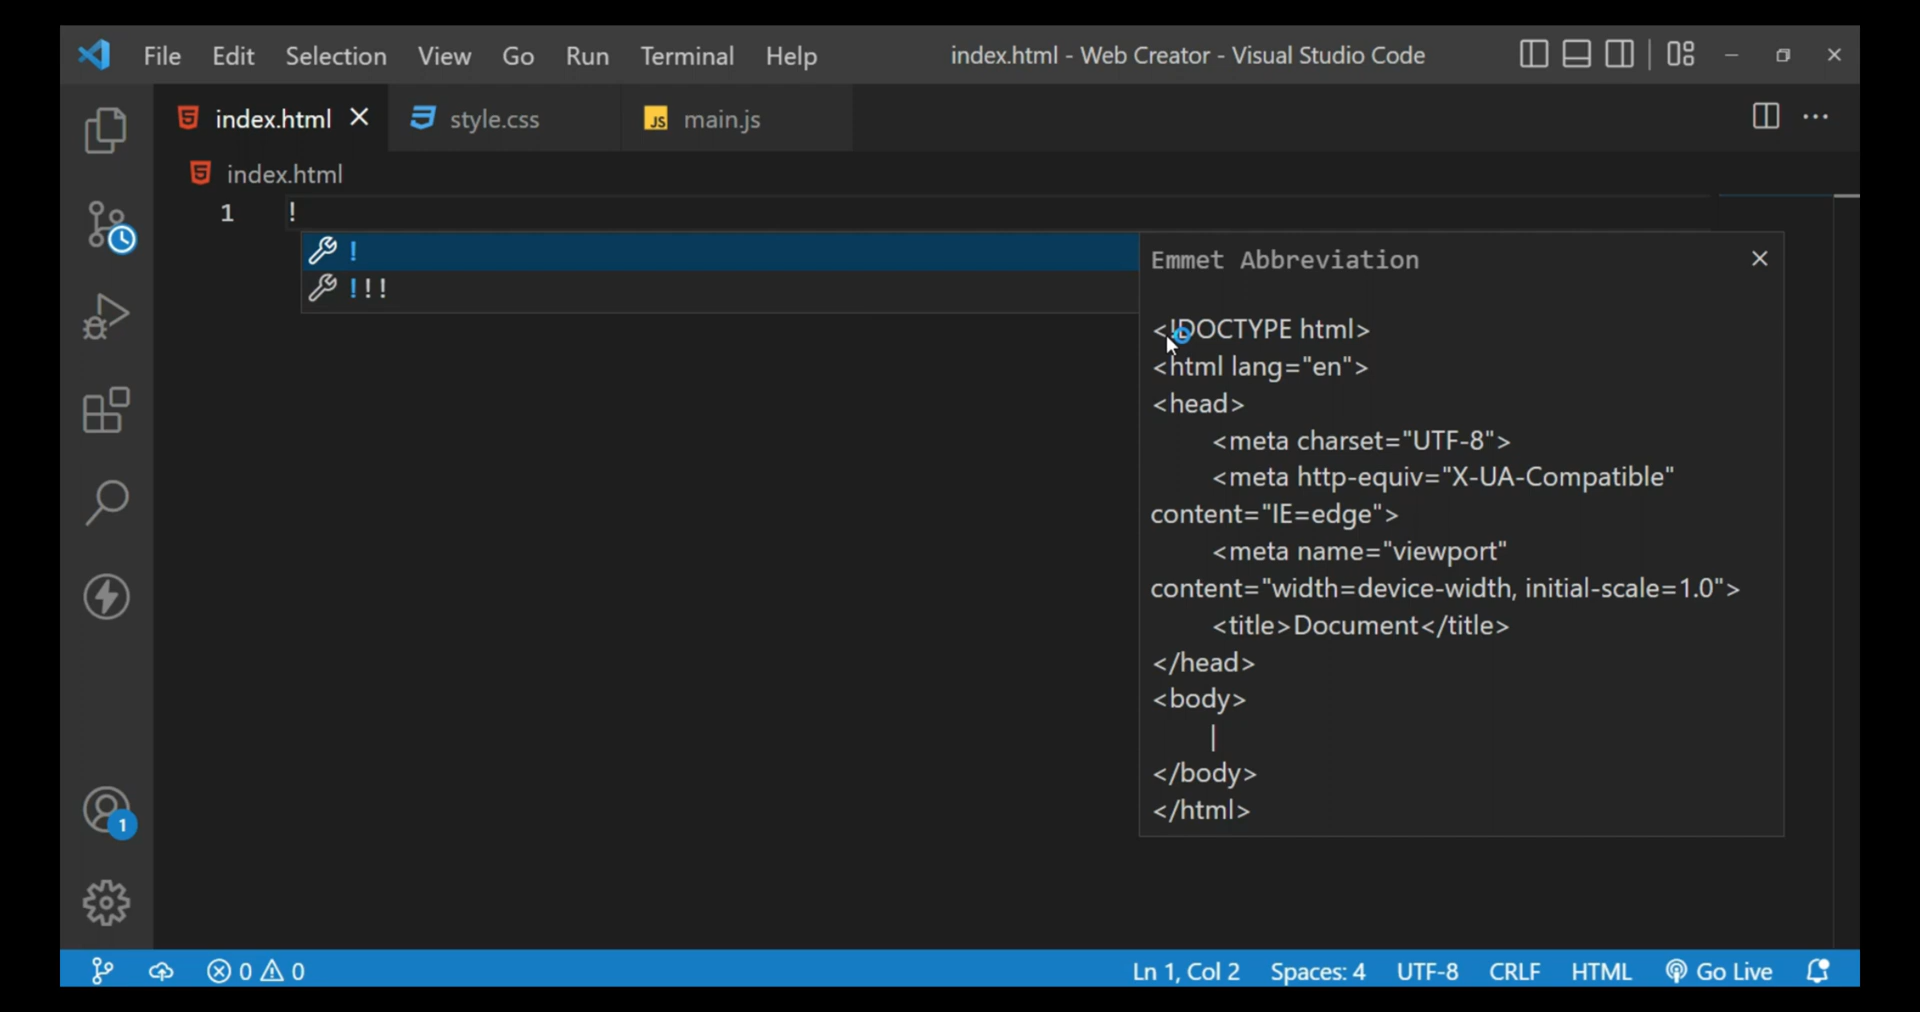 File Edit Selection View Go Run Terminal Help index.html - Web Creator - Visual Studio Code
index.html style.css JS main.js
index.html
1 !
!
!!!
Emmet Abbreviation
<!DOCTYPE html>
<html lang="en">
<head>
<meta charset="UTF-8">
<meta http-equiv="X-UA-Compatible"
content="IE=edge">
<meta name="viewport"
content="width=device-width, initial-scale=1.0">
<title>Document</title>
</head>
<body>
|
</body>
</html>
1
0 0 Ln 1, Col 2 Spaces: 4 UTF-8 CRLF HTML Go Live